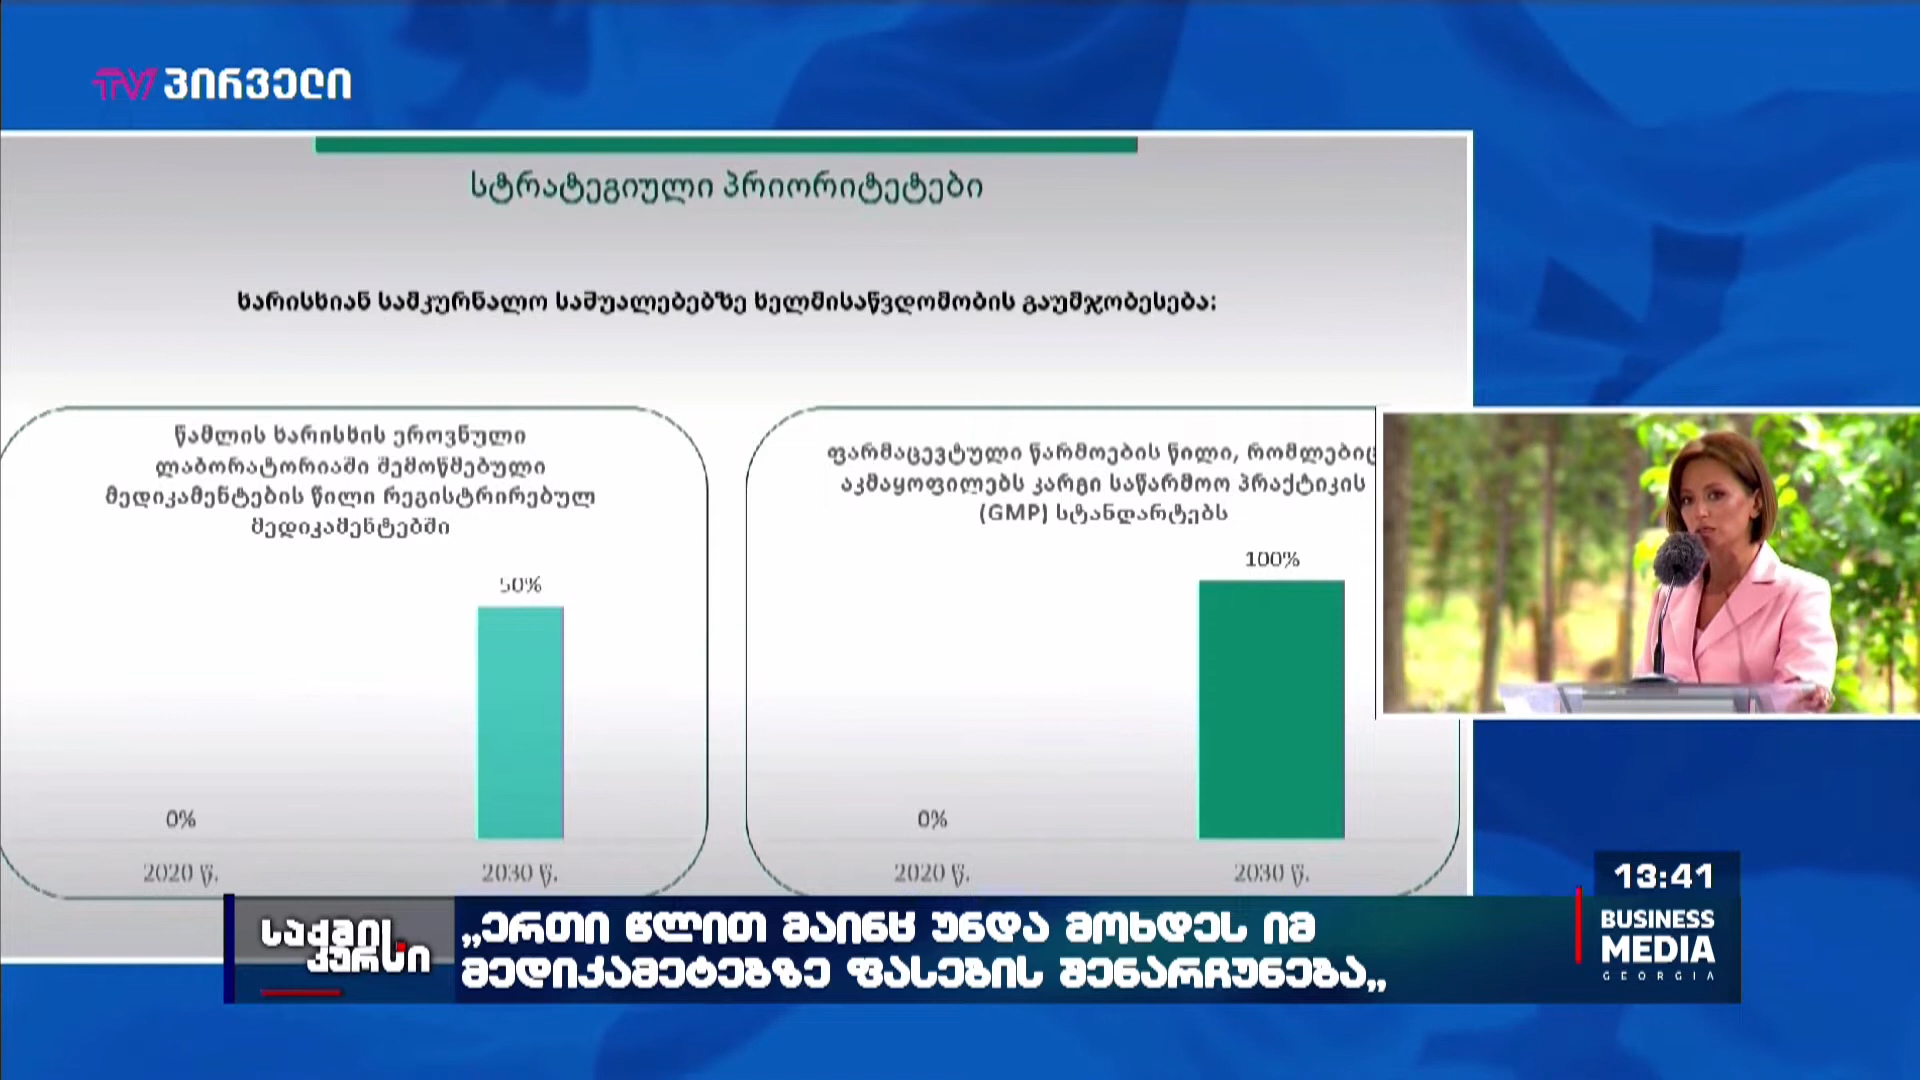 TV პირველი
სტრატეგიული პრიორიტეტები
ხარისხიან სამკურნალო საშუალებებზე ხელმისაწვდომობის გაუმჯობესება:
წამლის ხარისხის ეროვნული
ლაბორატორიაში შემოწმებული
მედიკამენტების წილი რეგისტრირებულ
მედიკამენტებში
50%
0%
2020 წ.
2030 წ.
ფარმაცევტული წარმოების წილი, რომლებიც
აკმაყოფილებს კარგი საწარმოო პრაქტიკის
(GMP) სტანდარტებს
100%
0%
2020 წ.
2030 წ.
საქმის
კურსი
„ერთი წლით მაინც უნდა მოხდეს იმ
მედიკამეტებზე ფასების შენარჩუნება„
13:41
BUSINESS
MEDIA
GEORGIA